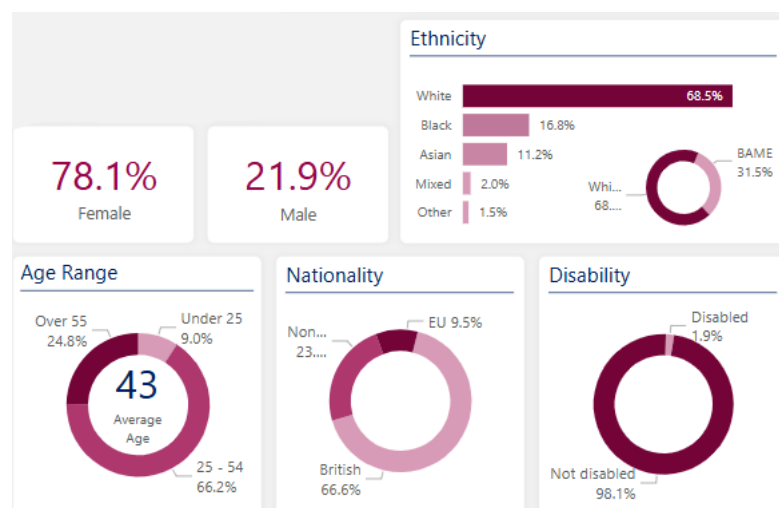 Ethnicity
White
68.5%
Black
16.8%
Asian
11.2%
Mixed
2.0%
Other
1.5%
BAME
31.5%
Whi...
68....
78.1%
Female
21.9%
Male
Age Range
Over 55
24.8%
Under 25
9.0%
43
Average
Age
25 - 54
66.2%
Nationality
Non...
23....
EU 9.5%
British
66.6%
Disability
Disabled
1.9%
Not disabled
98.1%